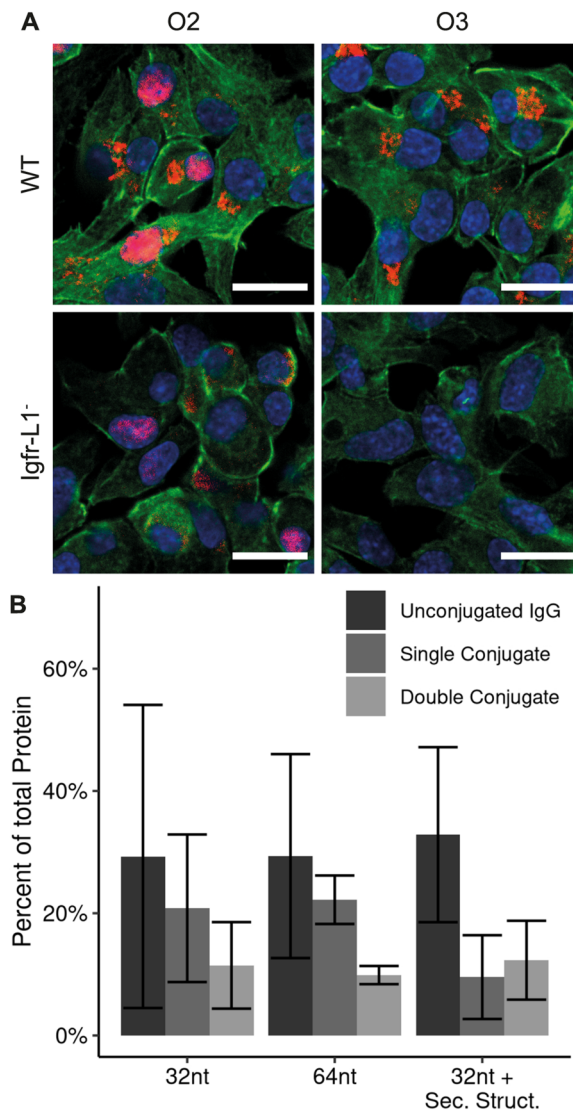 A
O2
O3
WT
Igfr-L1-
B
Unconjugated IgG
Single Conjugate
Double Conjugate
Percent of total Protein
60%
40%
20%
0%
32nt
64nt
32nt +
Sec. Struct.